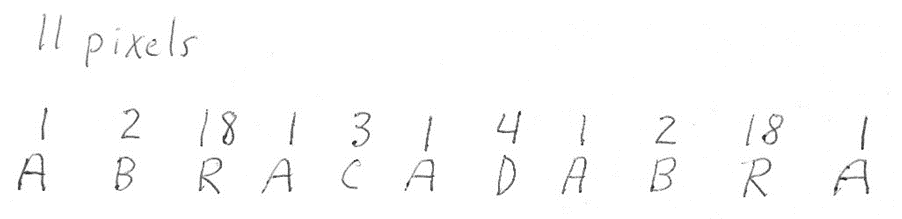 11 pixels
1 2 18 1 3 1 4 1 2 18 1
A B R A C A D A B R A